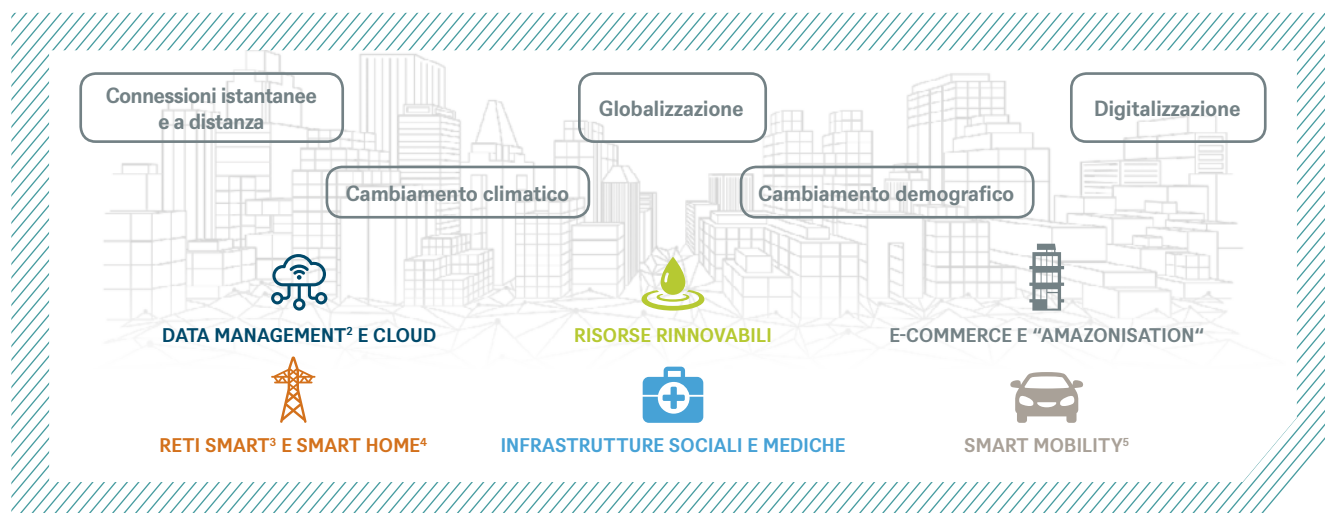 Connessioni istantanee
e a distanza
Globalizzazione
Digitalizzazione
Cambiamento climatico
Cambiamento demografico
DATA MANAGEMENT² E CLOUD
RISORSE RINNOVABILI
E-COMMERCE E “AMAZONISATION“
RETI SMART³ E SMART HOME⁴
INFRASTRUTTURE SOCIALI E MEDICHE
SMART MOBILITY⁵